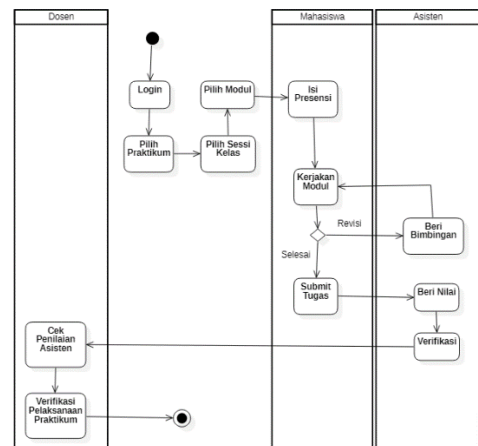 Dosen
Mahasiswa
Asisten
Login
Pilih Modul
Isi
Presensi
Pilih
Praktikum
Pilih Sessi
Kelas
Kerjakan
Modul
Revisi
Beri
Bimbingan
Selesai
Submit
Tugas
Beri Nilai
Cek
Penilaian
Asisten
Verifikasi
Verifikasi
Pelaksanaan
Praktikum